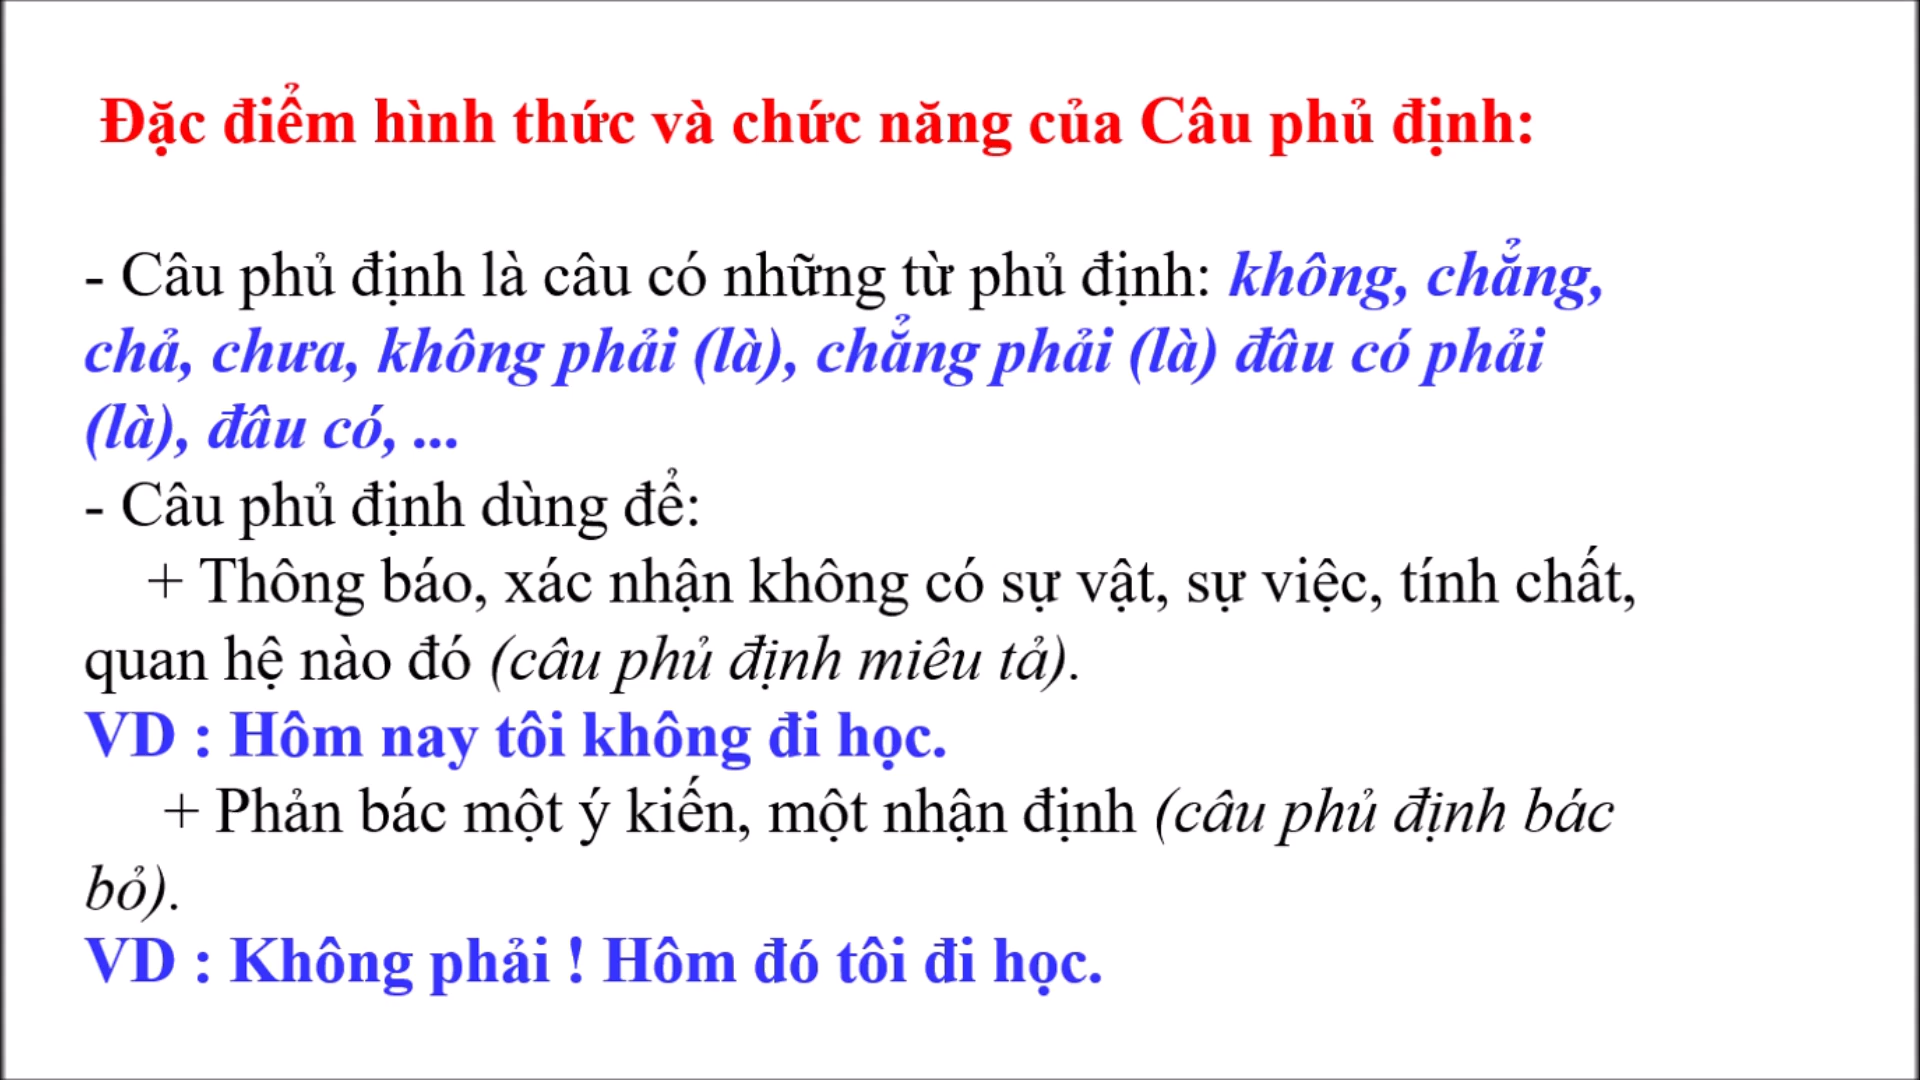 Đặc điểm hình thức và chức năng của Câu phủ định:
- Câu phủ định là câu có những từ phủ định: không, chẳng,
chả, chưa, không phải (là), chẳng phải (là) đâu có phải
(là), đâu có, ...
- Câu phủ định dùng để:
+ Thông báo, xác nhận không có sự vật, sự việc, tính chất,
quan hệ nào đó (câu phủ định miêu tả).
VD : Hôm nay tôi không đi học.
+ Phản bác một ý kiến, một nhận định (câu phủ định bác
bỏ).
VD : Không phải ! Hôm đó tôi đi học.